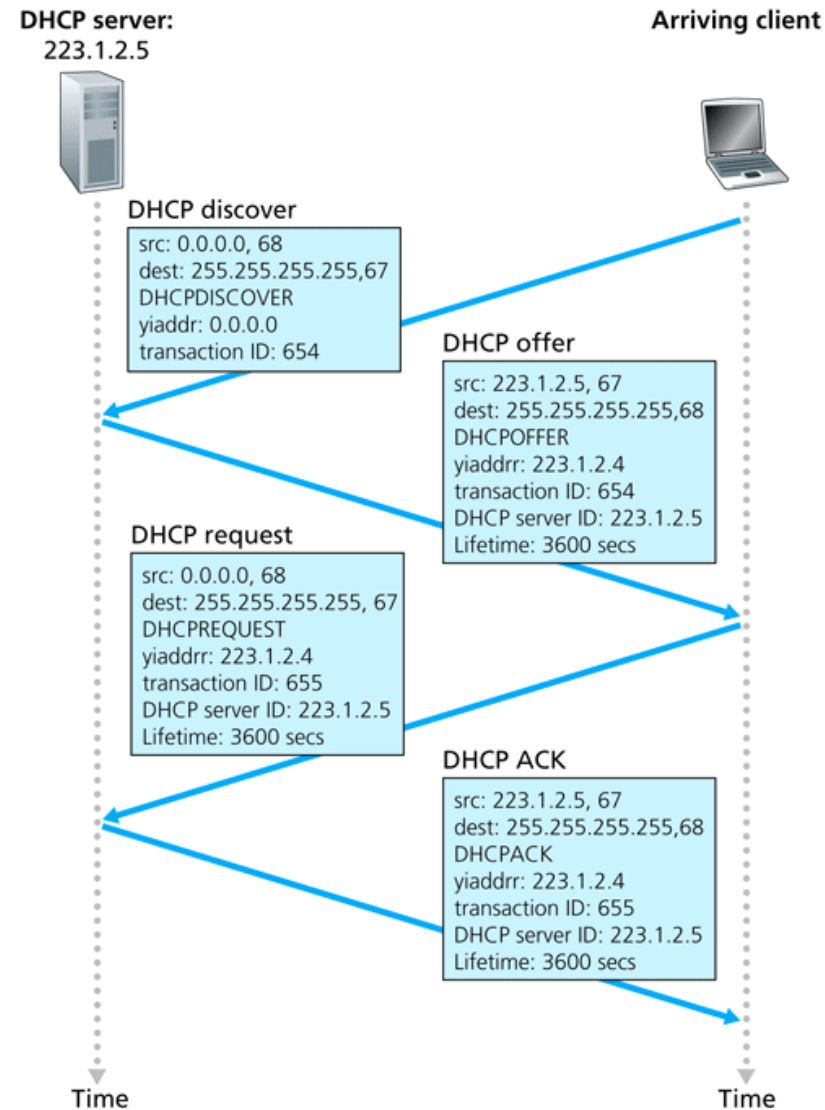 DHCP server:
223.1.2.5
Arriving client
DHCP discover
src: 0.0.0.0, 68
dest: 255.255.255.255,67
DHCPDISCOVER
yiaddr: 0.0.0.0
transaction ID: 654
DHCP offer
src: 223.1.2.5, 67
dest: 255.255.255.255,68
DHCPOFFER
yiaddrr: 223.1.2.4
transaction ID: 654
DHCP server ID: 223.1.2.5
Lifetime: 3600 secs
DHCP request
src: 0.0.0.0, 68
dest: 255.255.255.255, 67
DHCPREQUEST
yiaddrr: 223.1.2.4
transaction ID: 655
DHCP server ID: 223.1.2.5
Lifetime: 3600 secs
DHCP ACK
src: 223.1.2.5, 67
dest: 255.255.255.255,68
DHCPACK
yiaddrr: 223.1.2.4
transaction ID: 655
DHCP server ID: 223.1.2.5
Lifetime: 3600 secs
Time
Time